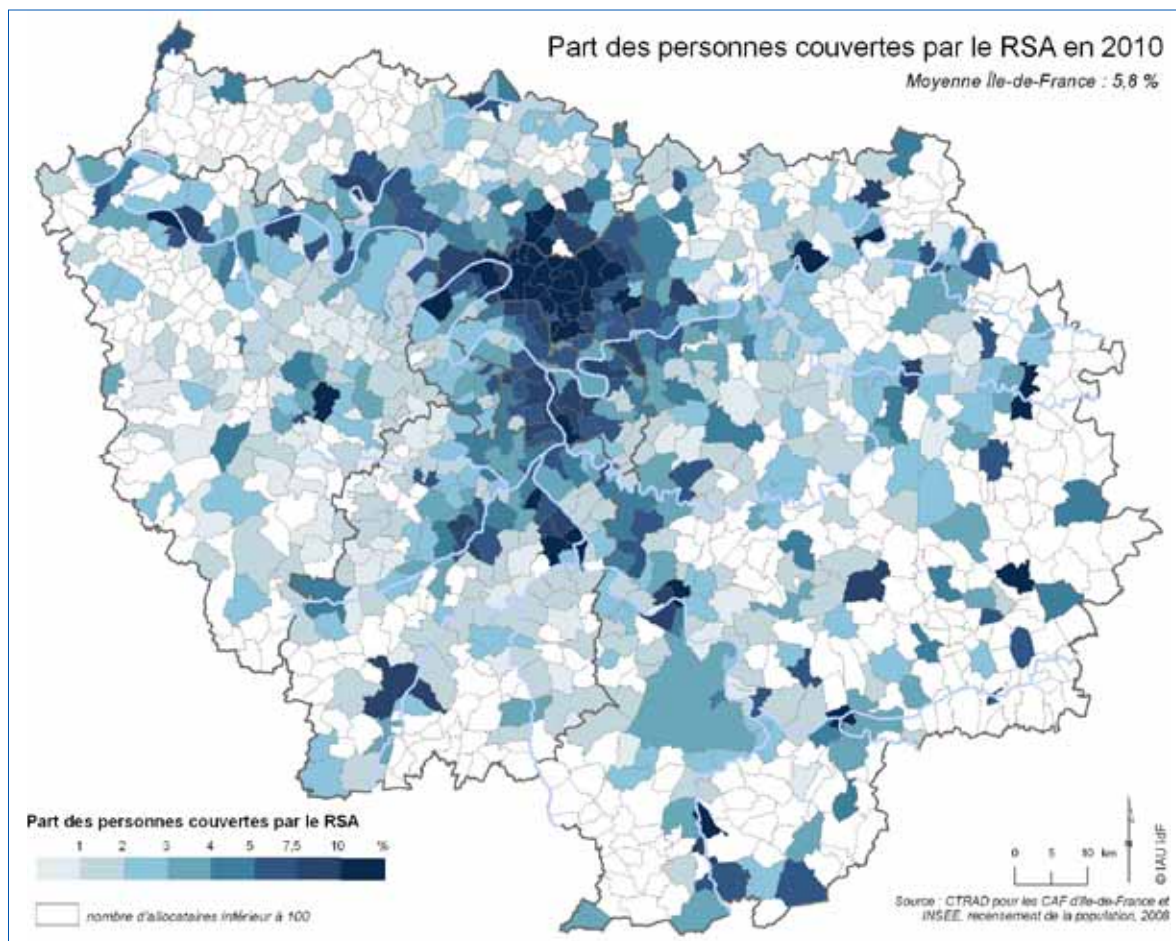 Part des personnes couvertes par le RSA en 2010
Moyenne Île-de-France : 5,8 %
Part des personnes couvertes par le RSA
1 2 3 4 5 7,5 10 %
nombre d'allocataires inférieur à 100
0 5 10 km
© IAU îdF
Source : CTRAD pour les CAF d'Ile-de-France et
INSEE, recensement de la population, 2008